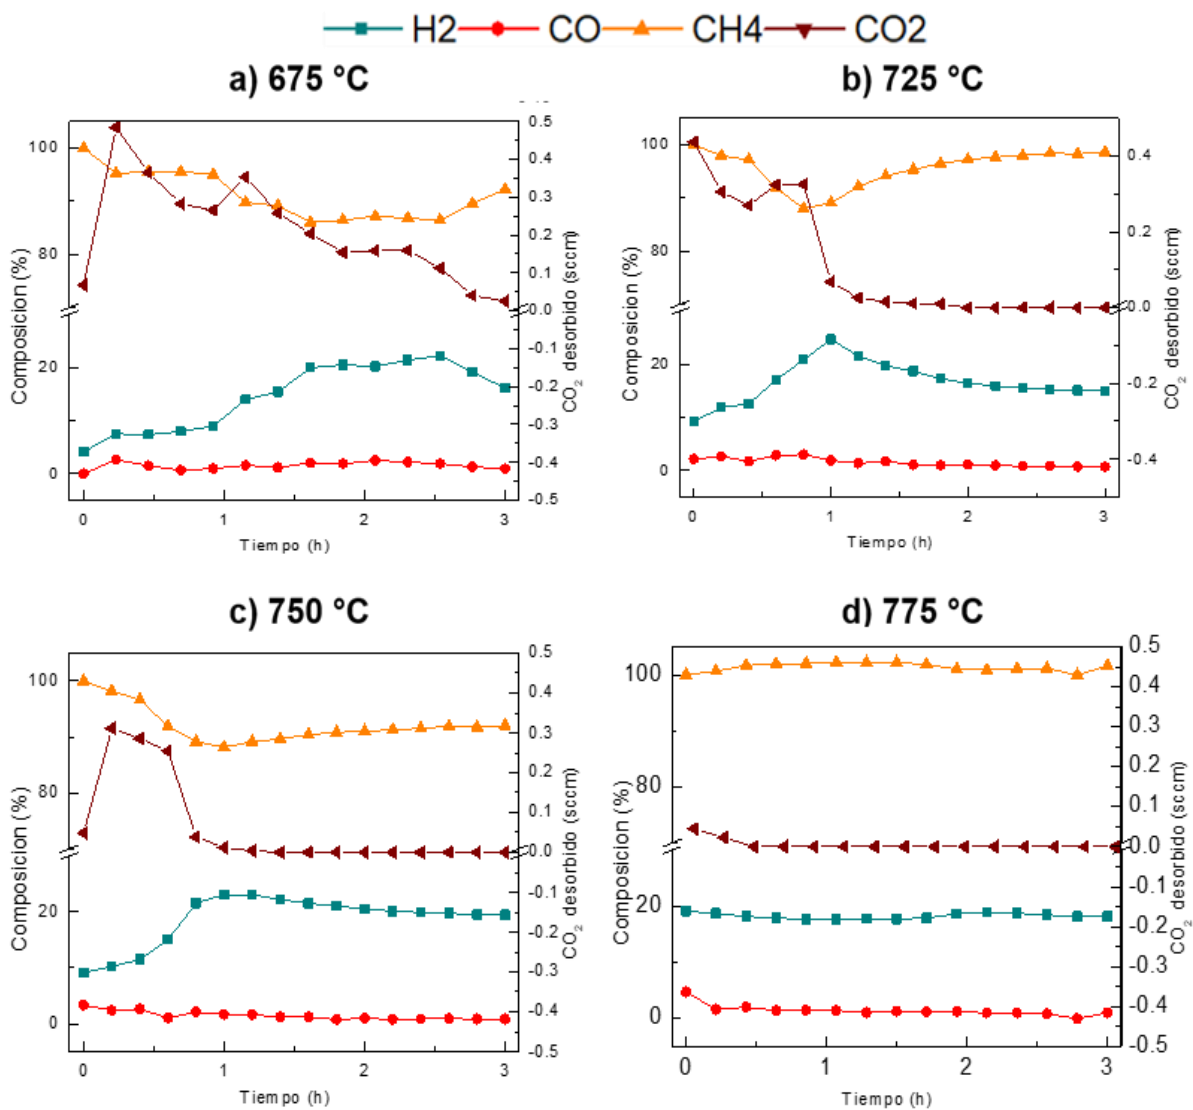 H2 CO CH4 CO2
a) 675 °C
b) 725 °C
100
80
20
0
Composicion (%)
0.5
0.4
0.3
0.2
0.1
0.0
-0.1
-0.2
-0.3
-0.4
-0.5
CO2 desorbido (sccm)
0 1 2 3
Tiempo (h)
100
80
20
0
Composicion (%)
0.4
0.2
0.0
-0.2
-0.4
CO2 desorbido (sccm)
0 1 2 3
Tiempo (h)
c) 750 °C
d) 775 °C
100
80
20
0
Composicion (%)
0.5
0.4
0.3
0.2
0.1
0.0
-0.1
-0.2
-0.3
-0.4
-0.5
CO2 desorbido (sccm)
0 1 2 3
Tiempo (h)
100
80
20
0
Composicion (%)
0.5
0.4
0.3
0.2
0.1
0.0
-0.1
-0.2
-0.3
-0.4
-0.5
CO2 desorbido (sccm)
0 1 2 3
Tiempo (h)